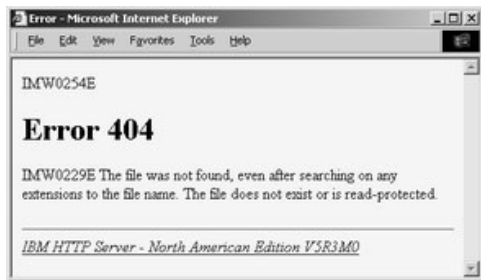 Error - Microsoft Internet Explorer
File Edit View Favorites Tools Help
IMW0254E
Error 404
IMW0229E The file was not found, even after searching on any
extensions to the file name. The file does not exist or is read-protected.
IBM HTTP Server - North American Edition V5R3M0